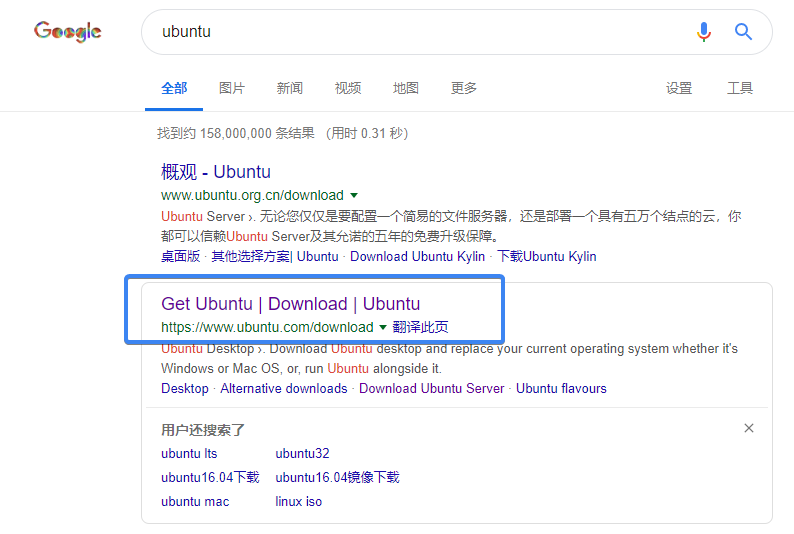 Google
ubuntu
全部 图片 新闻 视频 地图 更多 设置 工具
找到约 158,000,000 条结果 （用时 0.31 秒）
概观 - Ubuntu
www.ubuntu.org.cn/download
Ubuntu Server ›. 无论您仅仅是要配置一个简易的文件服务器，还是部署一个具有五万个结点的云，你
都可以信赖Ubuntu Server及其允诺的五年的免费升级保障。
桌面版 · 其他选择方案| Ubuntu · Download Ubuntu Kylin · 下载Ubuntu Kylin
Get Ubuntu | Download | Ubuntu
https://www.ubuntu.com/download 翻译此页
Ubuntu Desktop ›. Download Ubuntu desktop and replace your current operating system whether it's
Windows or Mac OS, or, run Ubuntu alongside it.
Desktop · Alternative downloads · Download Ubuntu Server · Ubuntu flavours
用户还搜索了
ubuntu lts ubuntu32
ubuntu16.04下载 ubuntu16.04镜像下载
ubuntu mac linux iso